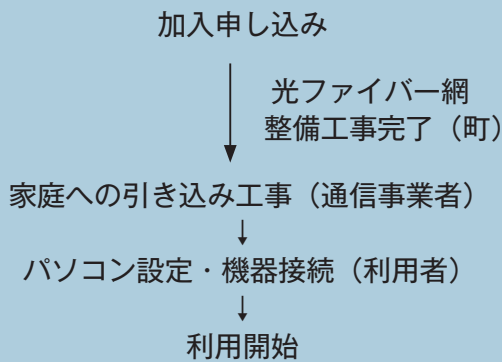 加入申し込み
光ファイバー網
整備工事完了（町）
家庭への引き込み工事（通信事業者）
↓
パソコン設定・機器接続（利用者）
↓
利用開始